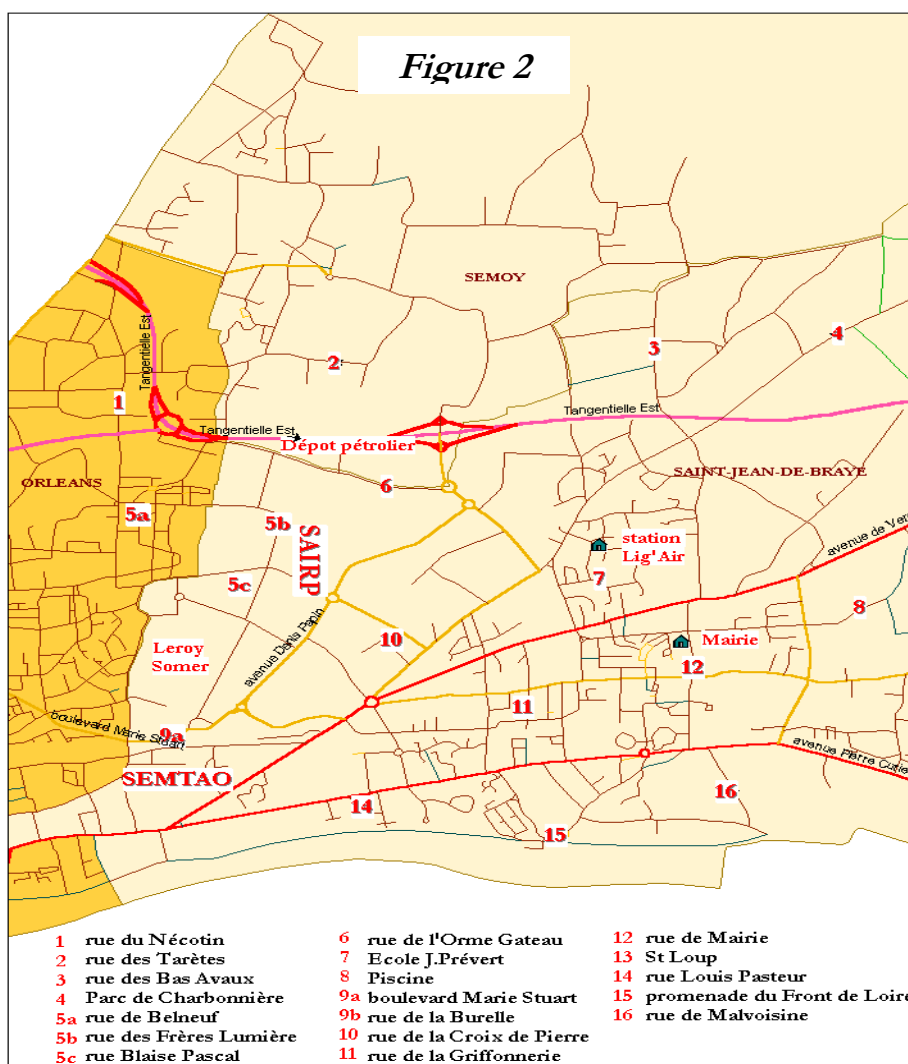 Figure 2
SEMOY
Tangentielle Est
1
2
3
4
Tangentielle Est
Tangentielle Est
Dépot pétrolier
ORLEANS
SAINT-JEAN-DE-BRAYE
6
5a
5b
SAIRP
station
Lig'Air
avenue de Ver
5c
7
8
avenue Denis Papin
10
Mairie
Leroy
Somer
12
11
boulevard Marie Stuart
9a
SEMTAO
avenue Pierre Curie
14
16
15
1 rue du Nécotin
2 rue des Tarètes
3 rue des Bas Avaux
4 Parc de Charbonnière
5a rue de Belneuf
5b rue des Frères Lumière
5c rue Blaise Pascal
6 rue de l'Orme Gateau
7 Ecole J.Prévert
8 Piscine
9a boulevard Marie Stuart
9b rue de la Burelle
10 rue de la Croix de Pierre
11 rue de la Griffonnerie
12 rue de Mairie
13 St Loup
14 rue Louis Pasteur
15 promenade du Front de Loire
16 rue de Malvoisine